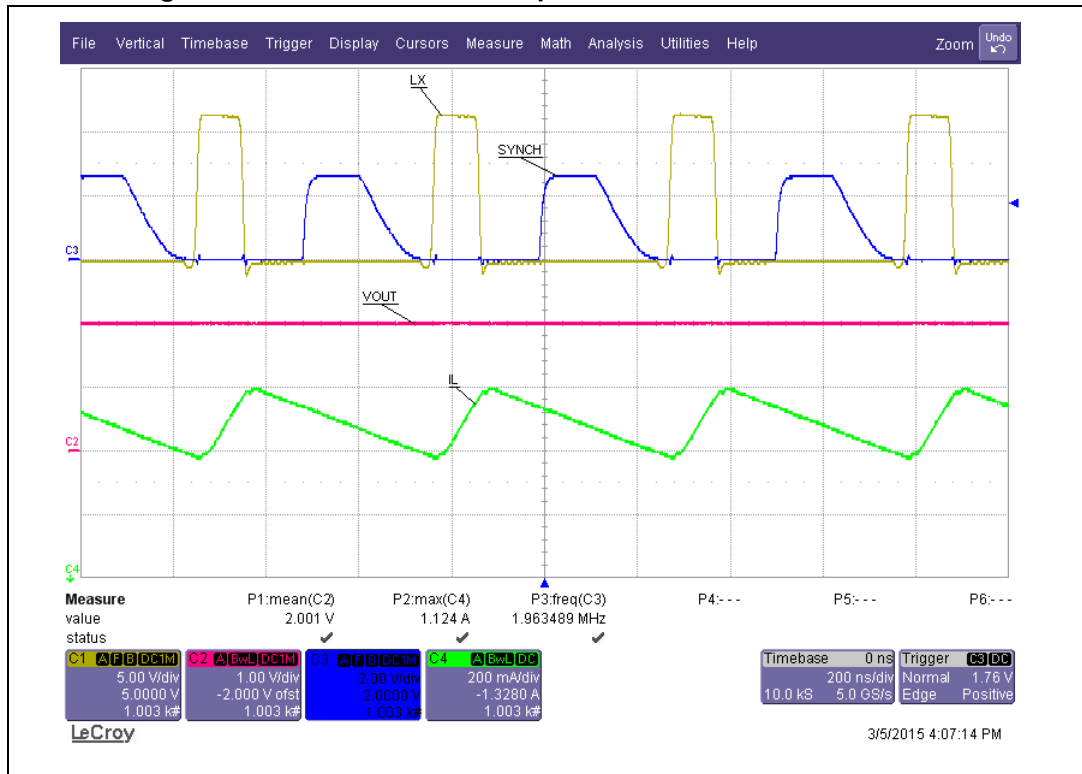 File Vertical Timebase Trigger Display Cursors Measure Math Analysis Utilities Help Zoom Undo
LX
SYNCH
C3
VOUT
IL
C2
C4
Measure P1:mean(C2) P2:max(C4) P3:freq(C3) P4:- - - P5:- - - P6:- - -
value 2.001 V 1.124 A 1.963489 MHz
status
C1 A F B DC1M C2 A BwL DC1M C3 A F B DC1M C4 A BwL DC Timebase 0 ns Trigger C3 DC
5.00 V/div 1.00 V/div 2.00 V/div 200 mA/div 200 ns/div Normal 1.76 V
5.0000 V -2.000 V ofst 2.0000 V -1.3280 A 10.0 kS 5.0 GS/s Edge Positive
1.003 k# 1.003 k# 1.003 k# 1.003 k#
LeCroy 3/5/2015 4:07:14 PM